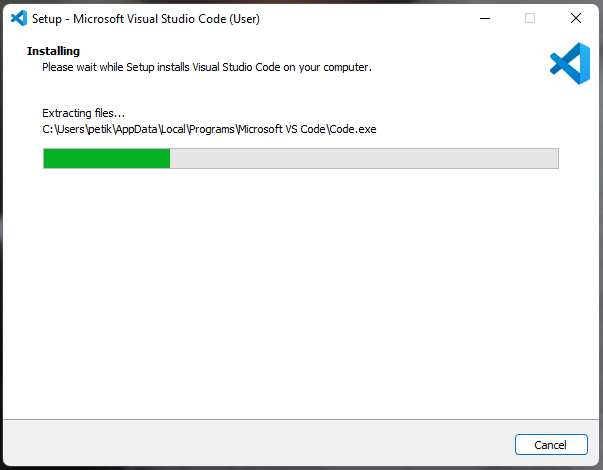 Setup - Microsoft Visual Studio Code (User)
Installing
Please wait while Setup installs Visual Studio Code on your computer.
Extracting files...
C:\Users\petik\AppData\Local\Programs\Microsoft VS Code\Code.exe
Cancel